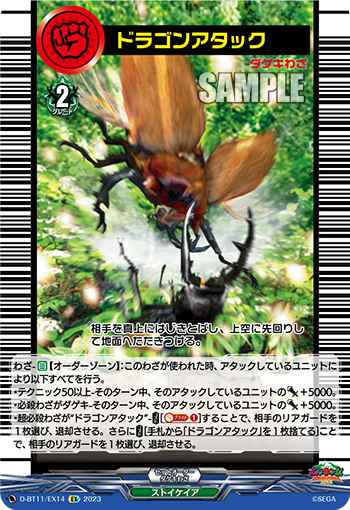 ドラゴンアタック
ダゲキわざ
SAMPLE
2
グレード
相手を真上にはじきとばし、上空に先回りし
て地面へたたきつける。
わざ-【オーダーゾーン】：このわざが使われた時、アタックしているユニットに
より以下すべてを行う。
・テクニック50以上-そのターン中、そのアタックしているユニットの+5000。
・必殺わざがダゲキ-そのターン中、そのアタックしているユニットの+5000。
・超必殺わざが“ドラゴンアタック”-【1】することで、相手のリアガードを
1枚選び、退却させる。さらに【手札から「ドラゴンアタック」を1枚捨てる】こと
で、相手のリアガードを1枚選び、退却させる。
ストイケイア
D-BT11/EX14 2023
©SEGA